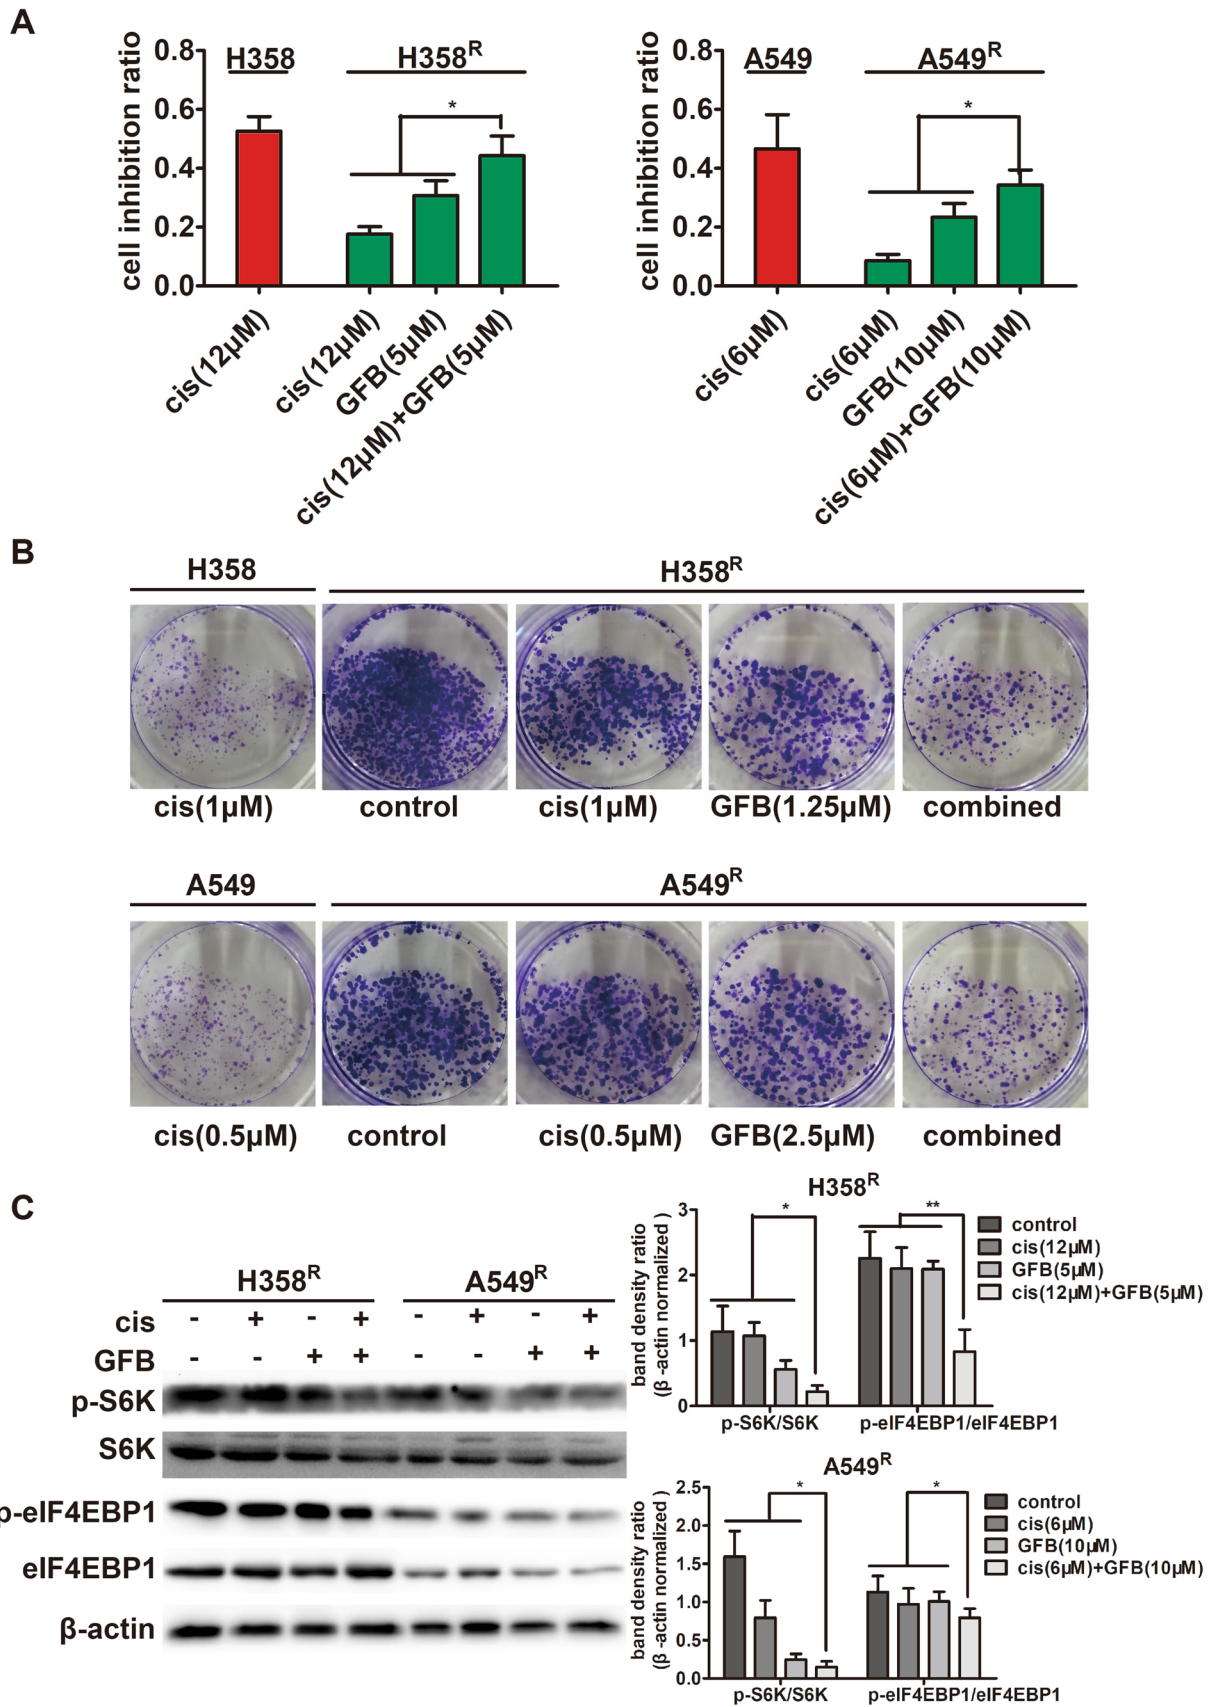 A
H358
H358R
0.8
0.6
0.4
0.2
0.0
cell inhibition ratio
*
cis(12μM)
cis(12μM)
GFB(5μM)
cis(12μM)+GFB(5μM)
A549
A549R
0.8
0.6
0.4
0.2
0.0
cell inhibition ratio
*
cis(6μM)
cis(6μM)
GFB(10μM)
cis(6μM)+GFB(10μM)
B
H358
H358R
cis(1μM)
control
cis(1μM)
GFB(1.25μM)
combined
A549
A549R
cis(0.5μM)
control
cis(0.5μM)
GFB(2.5μM)
combined
C
H358R
A549R
cis - + - + - + - +
GFB - - + + - - + +
p-S6K
S6K
p-eIF4EBP1
eIF4EBP1
β-actin
H358R
band density ratio
(β -actin normalized )
3
2
1
0
*
**
control
cis(12μM)
GFB(5μM)
cis(12μM)+GFB(5μM)
p-S6K/S6K
p-eIF4EBP1/eIF4EBP1
A549R
band density ratio
(β -actin normalized )
2.5
2.0
1.5
1.0
0.5
0.0
*
*
control
cis(6μM)
GFB(10μM)
cis(6μM)+GFB(10μM)
p-S6K/S6K
p-eIF4EBP1/eIF4EBP1